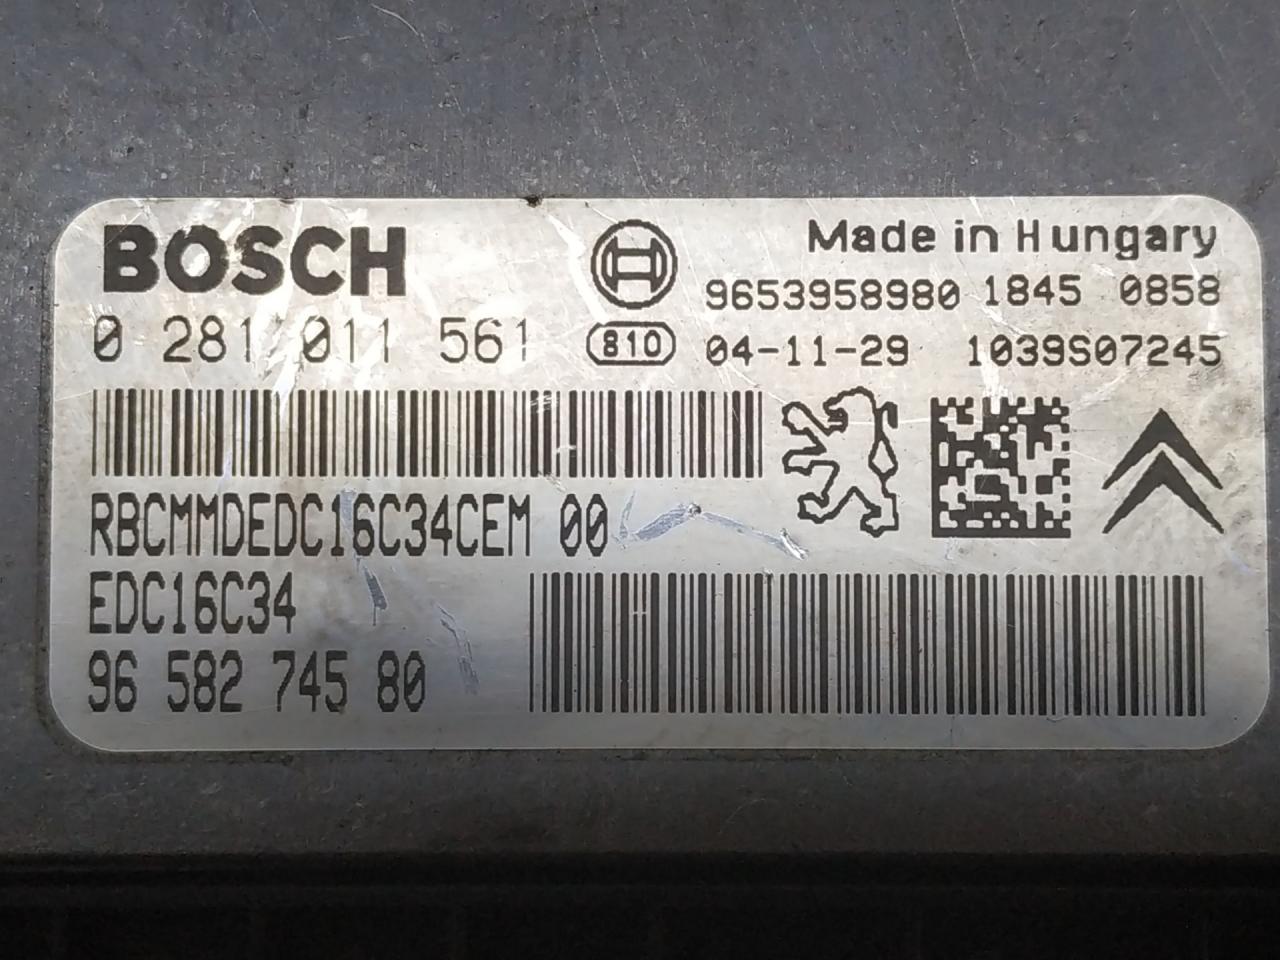 BOSCH
Made in Hungary
9653958980 1845 0858
0 281 011 561
810
04-11-29 1039S07245
RBCMMDEDC16C34CEM 00
EDC16C34
96 582 745 80